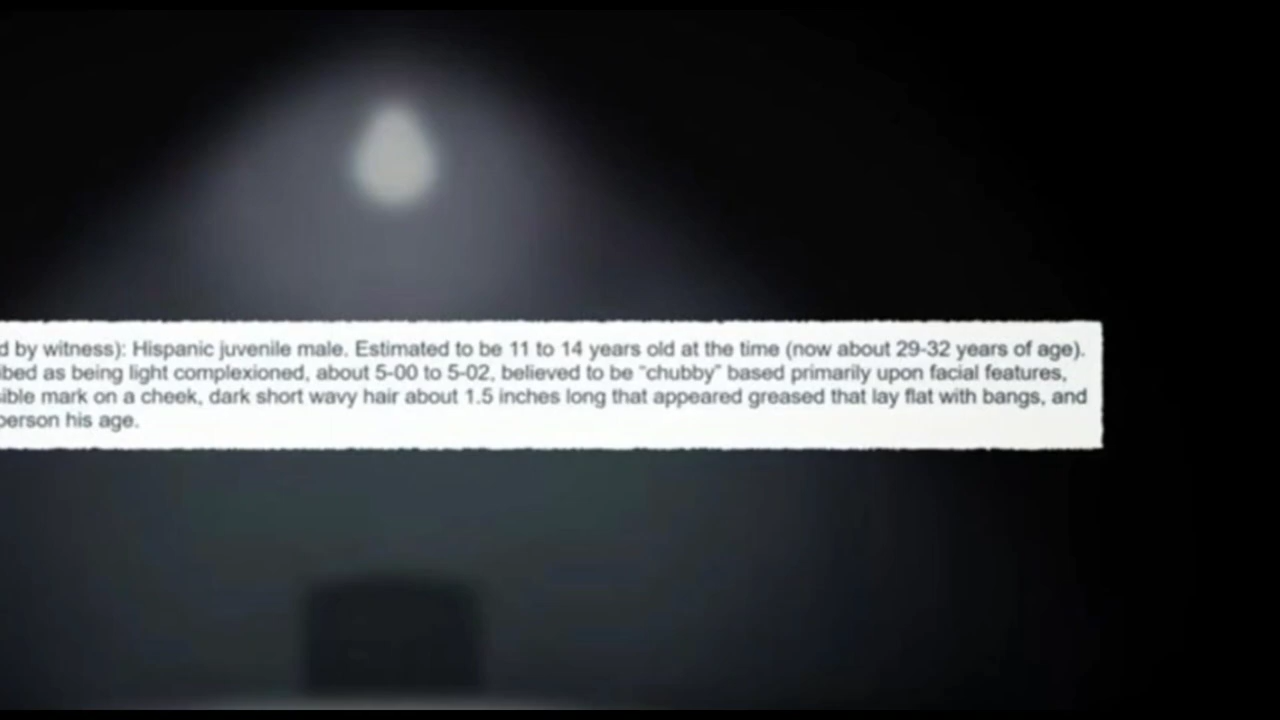 d by witness): Hispanic juvenile male. Estimated to be 11 to 14 years old at the time (now about 29-32 years of age).
ibed as being light complexioned, about 5-00 to 5-02, believed to be "chubby" based primarily upon facial features,
sible mark on a cheek, dark short wavy hair about 1.5 inches long that appeared greased that lay flat with bangs, and
person his age.